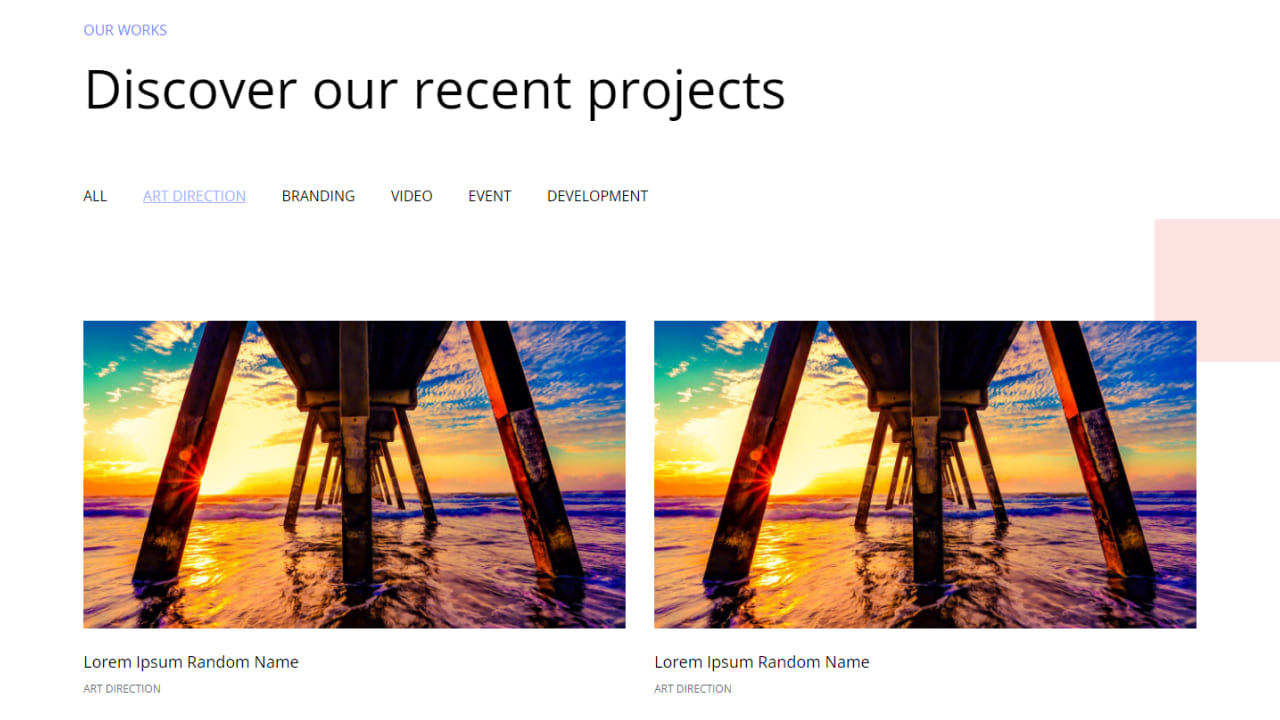 OUR WORKS
Discover our recent projects
ALL ART DIRECTION BRANDING VIDEO EVENT DEVELOPMENT
Lorem Ipsum Random Name Lorem Ipsum Random Name
ART DIRECTION ART DIRECTION